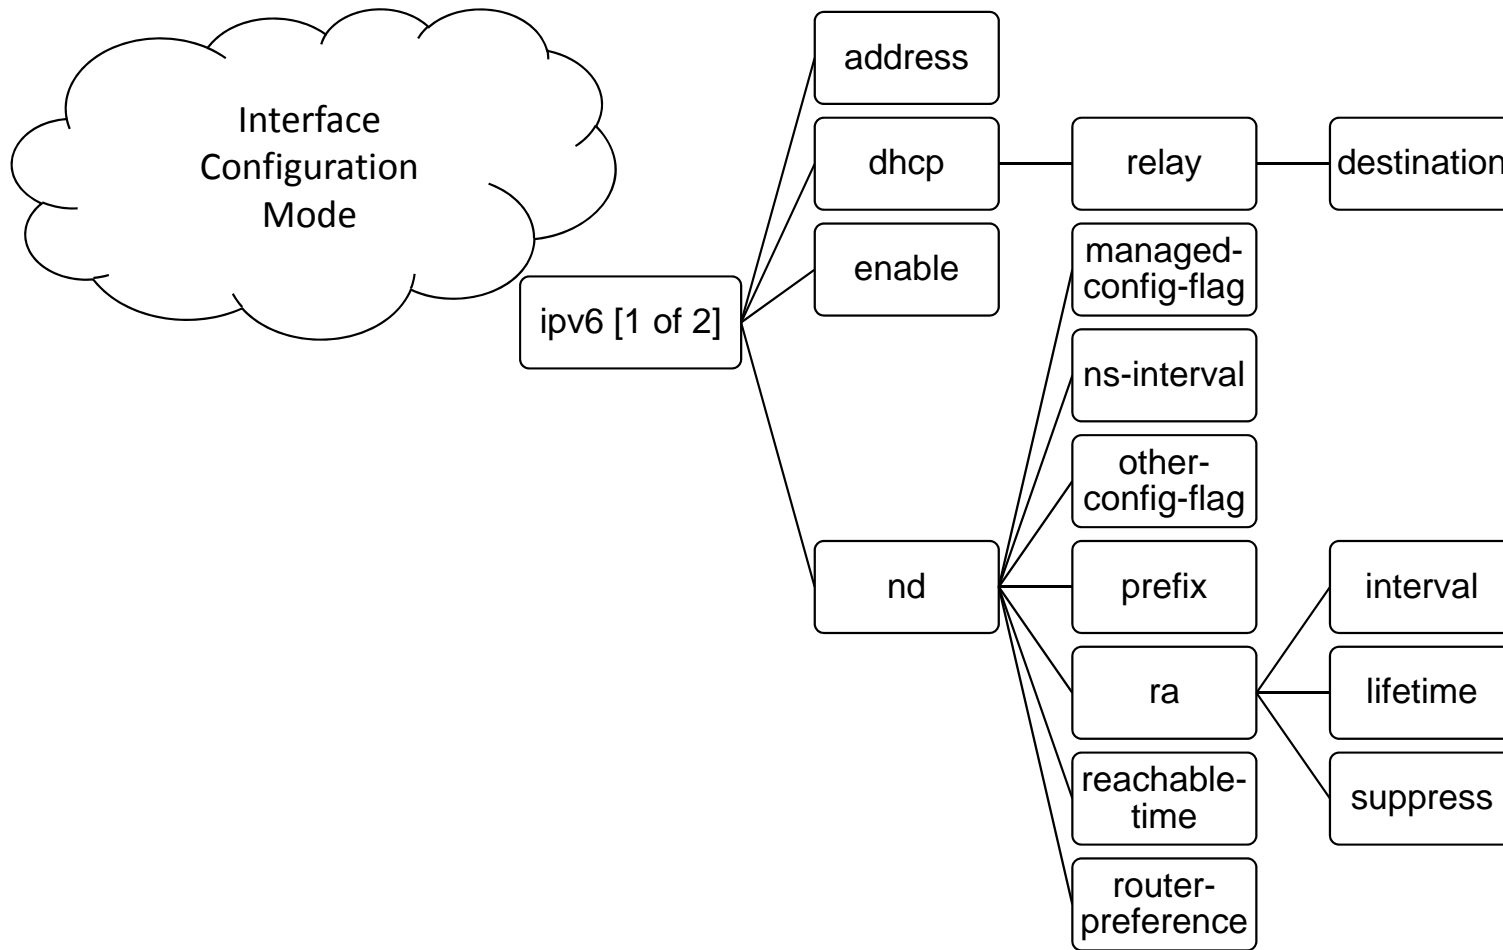 Interface
Configuration
Mode
ipv6 [1 of 2]
address
dhcp
relay
destination
enable
managed-
config-flag
ns-interval
other-
config-flag
nd
prefix
ra
interval
lifetime
suppress
reachable-
time
router-
preference